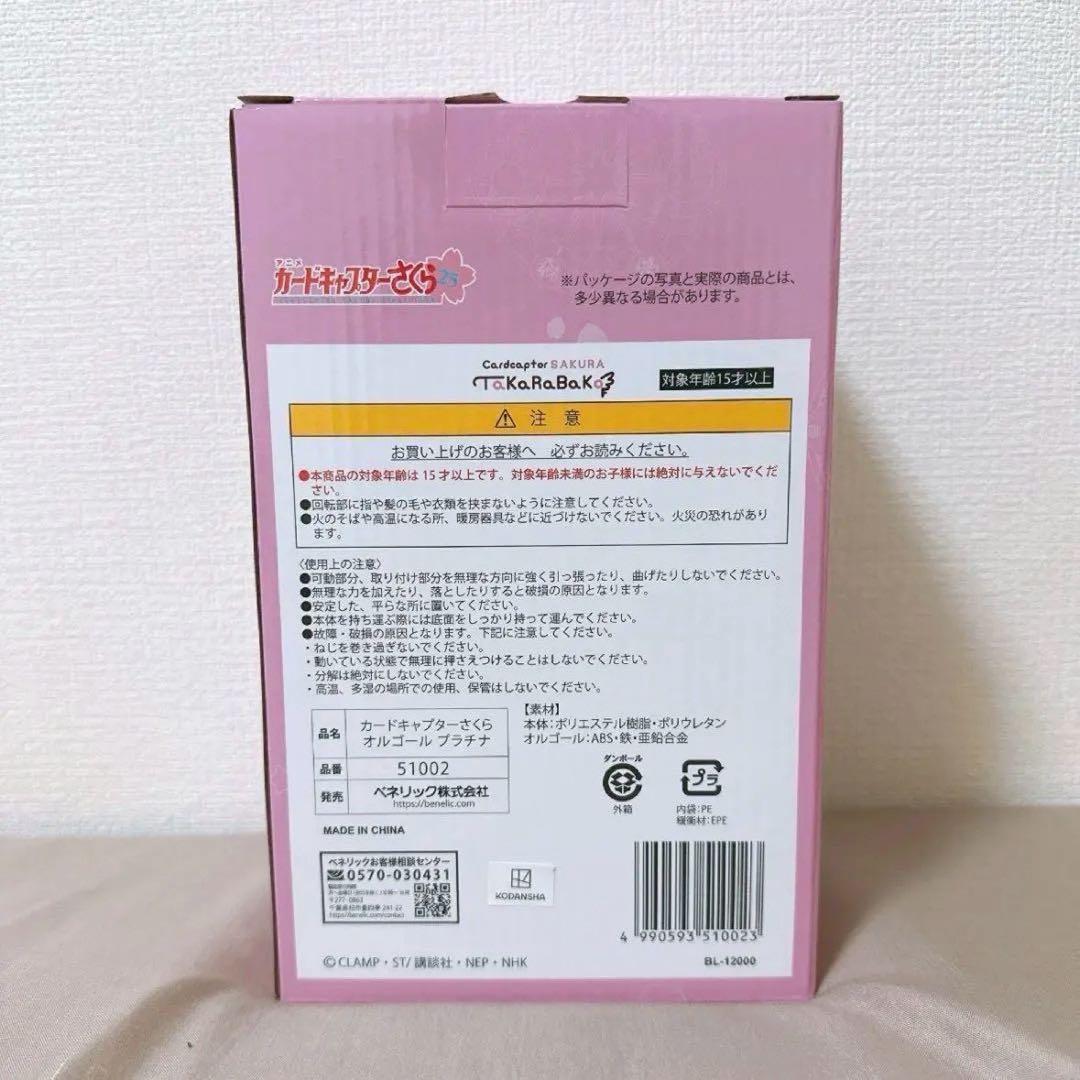 アニメ
カードキャプターさくら 25
※パッケージの写真と実際の商品とは、
多少異なる場合があります。
Cardcaptor SAKURA
TaKaRaBaKo
対象年齢15才以上
⚠ 注 意
お買い上げのお客様へ 必ずお読みください。
●本商品の対象年齢は 15 才以上です。対象年齢未満のお子様には絶対に与えないでくだ
さい。
●回転部に指や髪の毛や衣類を挟まないように注意してください。
●火のそばや高温になる所、暖房器具などに近づけないでください。火災の恐れがあり
ます。
〈使用上の注意〉
●可動部分、取り付け部分を無理な方向に強く引っ張ったり、曲げたりしないでください。
●無理な力を加えたり、落としたりすると破損の原因となります。
●安定した、平らな所に置いてください。
●本体を持ち運ぶ際には底面をしっかり持って運んでください。
●故障・破損の原因となります。下記に注意してください。
・ねじを巻き過ぎないでください。
・動いている状態で無理に押さえつけることはしないでください。
・分解は絶対にしないでください。
・高温、多湿の場所での使用、保管はしないでください。
品名 カードキャプターさくら
オルゴール プラチナ
品番 51002
発売 ベネリック株式会社
https://benelic.com
【素材】
本体：ポリエステル樹脂・ポリウレタン
オルゴール：ABS・鉄・亜鉛合金
ダンボール
外箱
プラ
内袋：PE
緩衝材：EPE
MADE IN CHINA
ベネリックお客様相談センター
0570-030431
〒277-0863
千葉県柏市豊四季 241-22
https://benelic.com/contact
KODANSHA
4 990593 510023
BL-12000
©CLAMP・ST/ 講談社・NEP・NHK